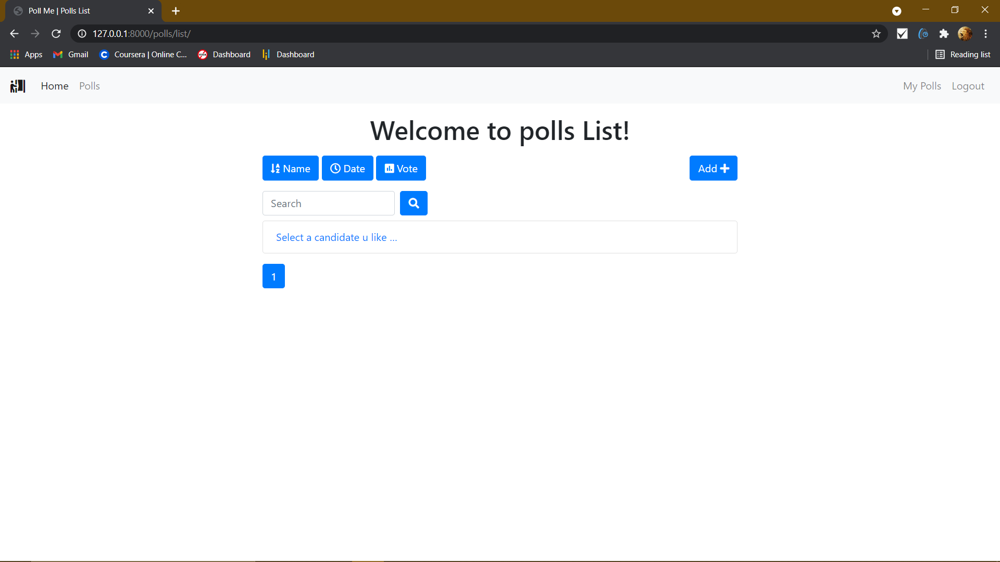 Poll Me | Polls List
127.0.0.1:8000/polls/list/
Apps Gmail Coursera | Online C... Dashboard Dashboard Reading list
Home Polls My Polls Logout
Welcome to polls List!
Name Date Vote Add
Search
Select a candidate u like ...
1